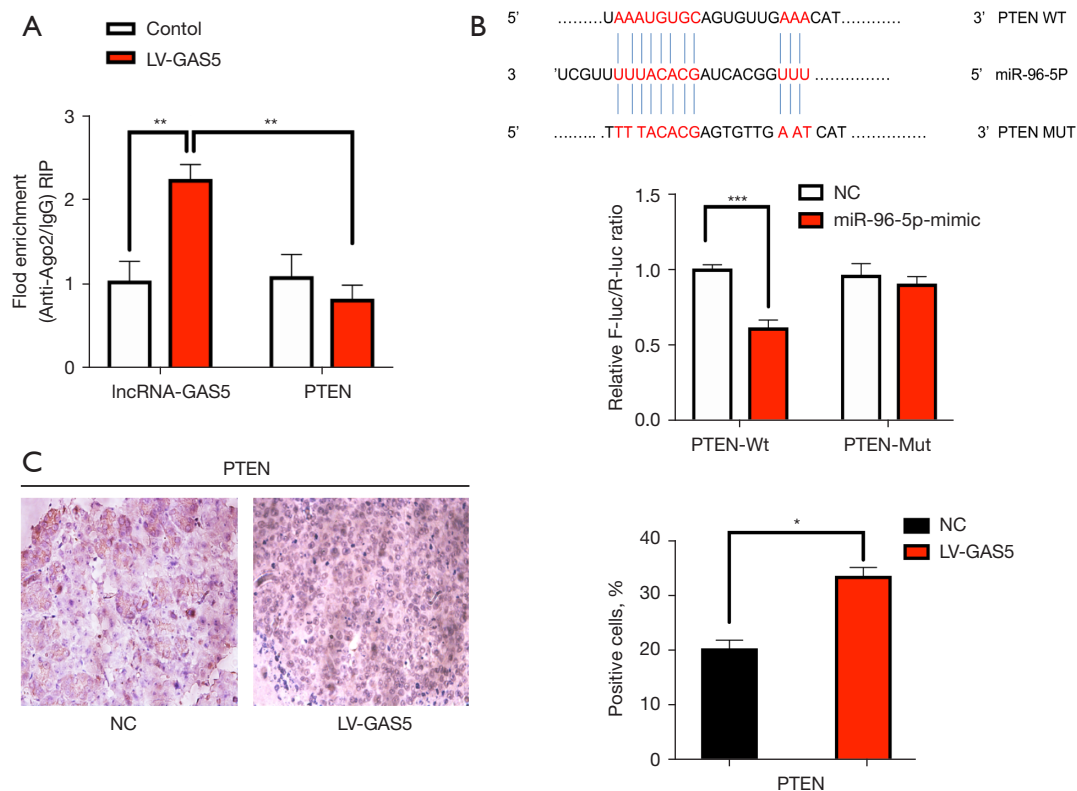 A
Contol
LV-GAS5
Flod enrichment
(Anti-Ago2/IgG) RIP
3
2
1
0
**
**
lncRNA-GAS5
PTEN
B
5' .........UAAAUGUGCAGUGUUGAAACAT.............. 3' PTEN WT
3 'UCGUUUUUACACGAUCACGGUUU ............... 5' miR-96-5P
5' ......... .TTT TACACGAGTGTTG A AT CAT ............... 3' PTEN MUT
NC
miR-96-5p-mimic
Relative F-luc/R-luc ratio
1.5
1.0
0.5
0.0
***
PTEN-Wt
PTEN-Mut
C
PTEN
NC
LV-GAS5
NC
LV-GAS5
Positive cells, %
40
30
20
10
0
*
PTEN